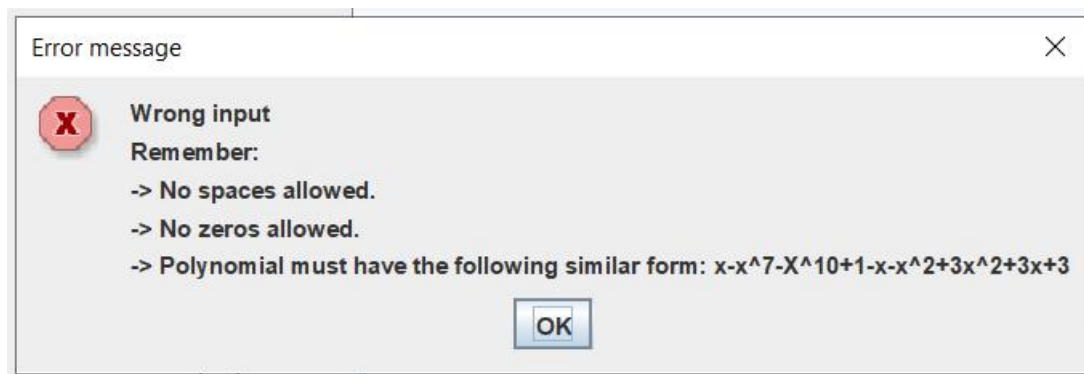 Error message
X
Wrong input
Remember:
-> No spaces allowed.
-> No zeros allowed.
-> Polynomial must have the following similar form: x-x^7-X^10+1-x-x^2+3x^2+3x+3
OK